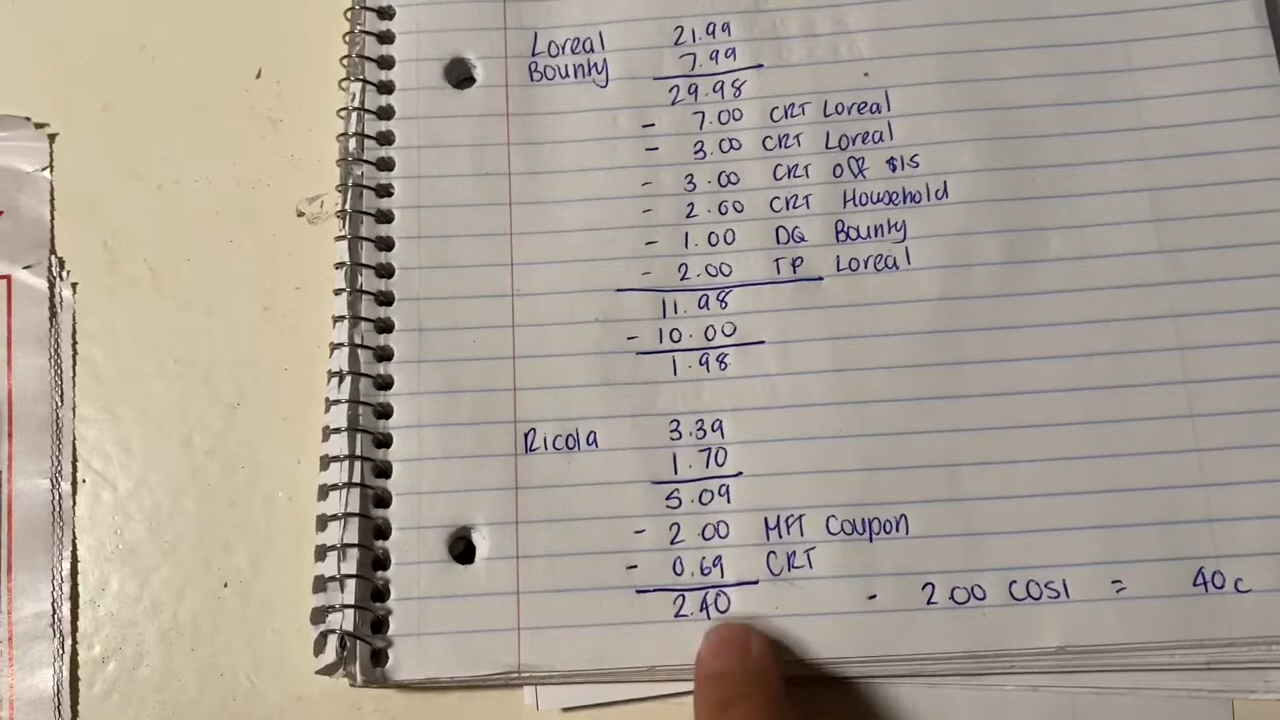 Loreal 21.99
Bounty 7.99
29.98
- 7.00 CRT Loreal
- 3.00 CRT Loreal
- 3.00 CRT off $15
- 2.00 CRT Household
- 1.00 DQ Bounty
- 2.00 TP Loreal
11.98
- 10.00
1.98
Ricola 3.39
1.70
5.09
- 2.00 MFT Coupon
- 0.69 CRT
2.40 - 2.00 COS1 = 40c